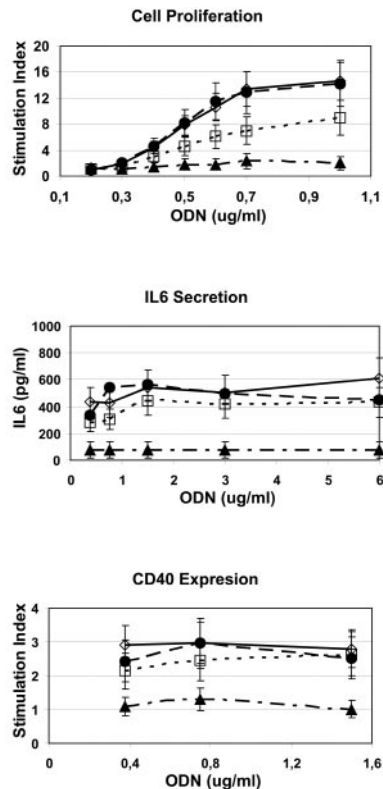 Cell Proliferation
Stimulation Index
20
16
12
8
4
0
0,1 0,3 0,5 0,7 0,9 1,1
ODN (ug/ml)
IL6 Secretion
IL6 (pg/ml)
1000
800
600
400
200
0
0 1 2 3 4 5 6
ODN (ug/ml)
CD40 Expresion
Stimulation Index
4
3
2
1
0
0 0,4 0,8 1,2 1,6
ODN (ug/ml)